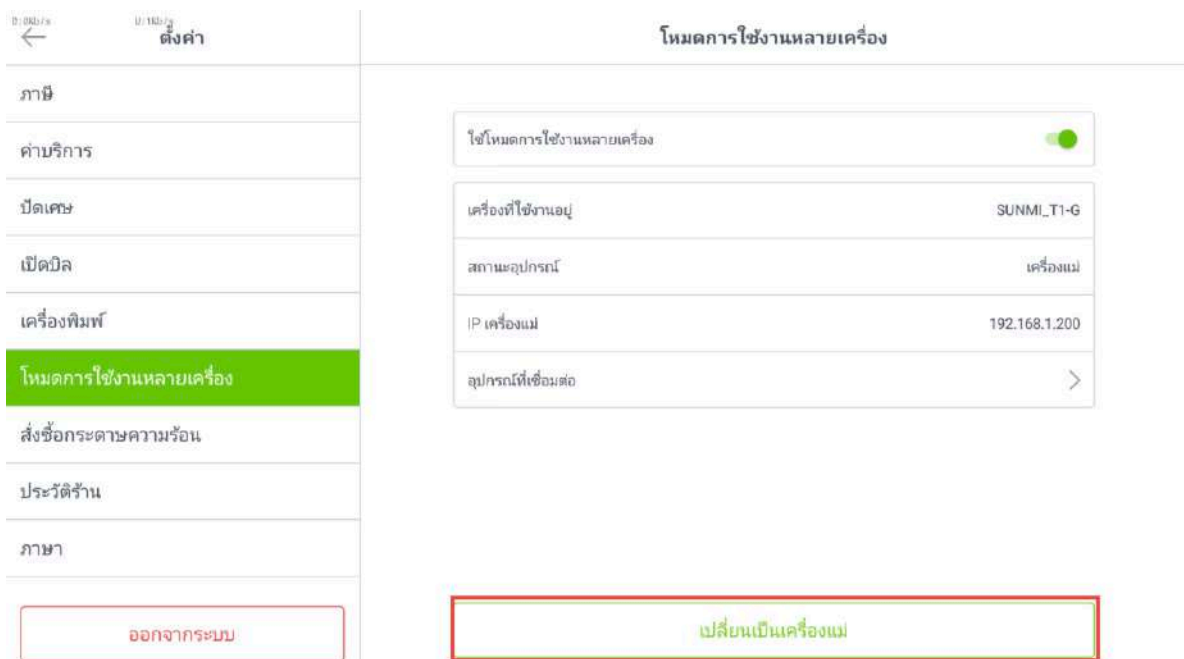 D: 0Kb/s U: 1Kb/s
ตั้งค่า
โหมดการใช้งานหลายเครื่อง
ภาษี
ค่าบริการ
ปัดเศษ
เปิดบิล
เครื่องพิมพ์
โหมดการใช้งานหลายเครื่อง
สั่งซื้อกระดาษความร้อน
ประวัติร้าน
ภาษา
ออกจากระบบ
ใช้โหมดการใช้งานหลายเครื่อง
เครื่องที่ใช้งานอยู่ SUNMI_T1-G
สถานะอุปกรณ์ เครื่องแม่
IP เครื่องแม่ 192.168.1.200
อุปกรณ์ที่เชื่อมต่อ
เปลี่ยนเป็นเครื่องแม่